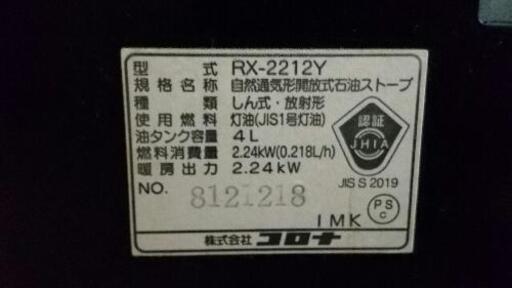 型式 RX-2212Y
規格名称 自然通気形開放式石油ストーブ
種類 しん式・放射形
使用燃料 灯油(JIS1号灯油)
油タンク容量 4L
燃料消費量 2.24kW(0.218L/h)
暖房出力 2.24kW
認証
JHIA
JIS S 2019
NO. 8121218
1MK
PS
C
株式会社 コロナ